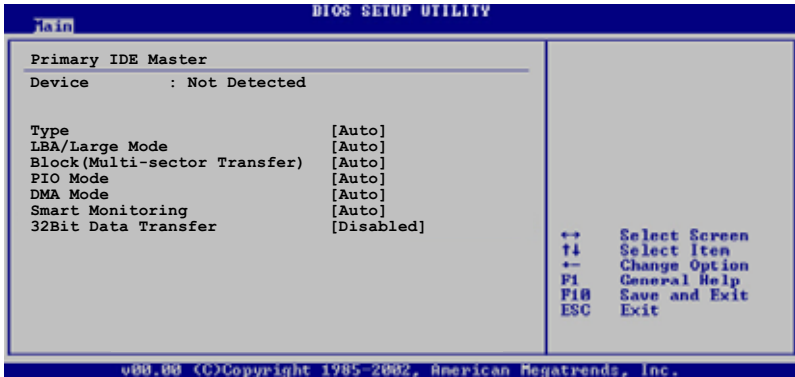 BIOS SETUP UTILITY
Main
Primary IDE Master
Device : Not Detected
Type [Auto]
LBA/Large Mode [Auto]
Block(Multi-sector Transfer) [Auto]
PIO Mode [Auto]
DMA Mode [Auto]
Smart Monitoring [Auto]
32Bit Data Transfer [Disabled]
↔ Select Screen
↑↓ Select Item
+- Change Option
F1 General Help
F10 Save and Exit
ESC Exit
v00.00 (C)Copyright 1985-2002, American Megatrends, Inc.